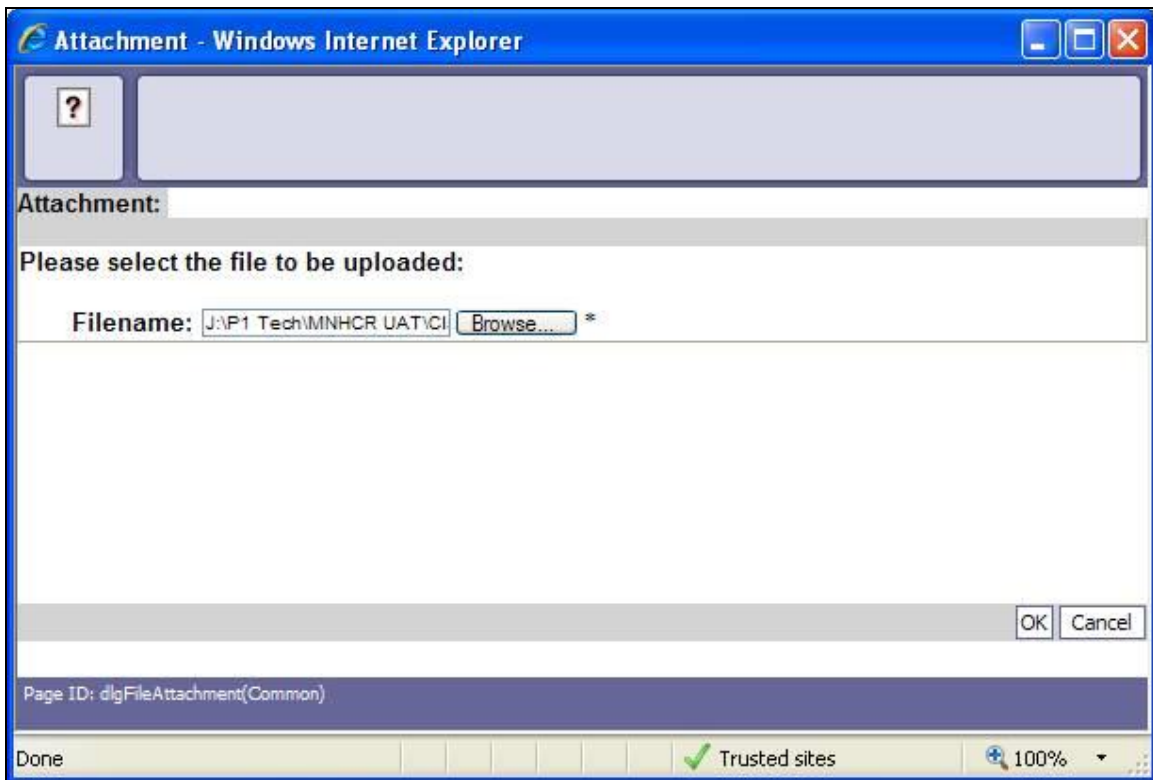 Attachment - Windows Internet Explorer
?
Attachment:
Please select the file to be uploaded:
Filename: J:\P1 Tech\MNHCR UAT\Cl Browse... *
OK Cancel
Page ID: dlgFileAttachment(Common)
Done Trusted sites 100%